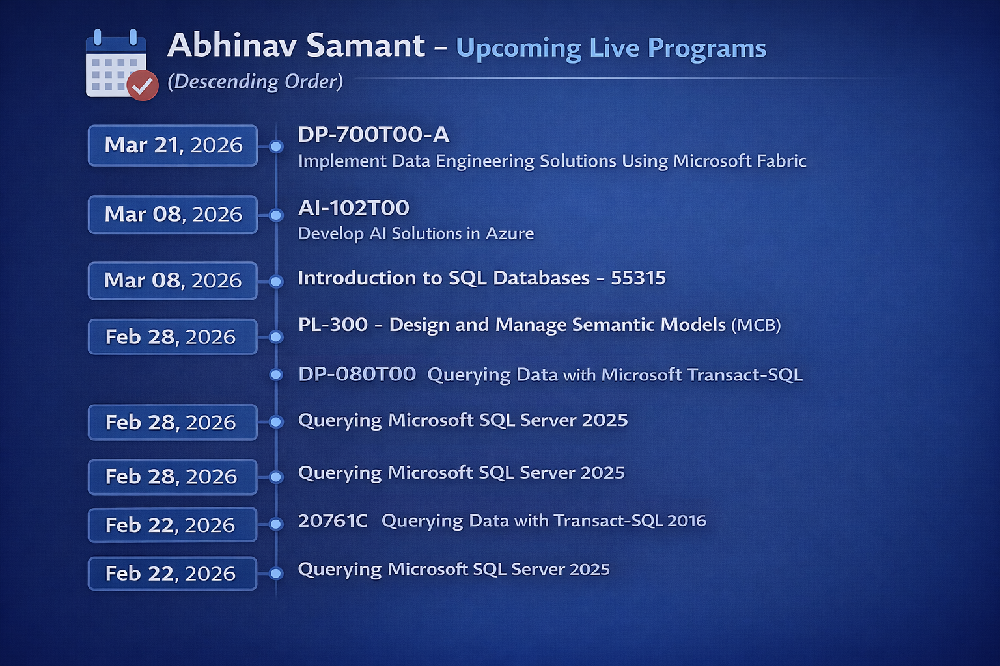 Abhinav Samant – Upcoming Live Programs
(Descending Order)
Mar 21, 2026
DP-700T00-A
Implement Data Engineering Solutions Using Microsoft Fabric
Mar 08, 2026
AI-102T00
Develop AI Solutions in Azure
Mar 08, 2026
Introduction to SQL Databases – 55315
Feb 28, 2026
PL-300 – Design and Manage Semantic Models (MCB)
DP-080T00 Querying Data with Microsoft Transact-SQL
Feb 28, 2026
Querying Microsoft SQL Server 2025
Feb 28, 2026
Querying Microsoft SQL Server 2025
Feb 22, 2026
20761C Querying Data with Transact-SQL 2016
Feb 22, 2026
Querying Microsoft SQL Server 2025